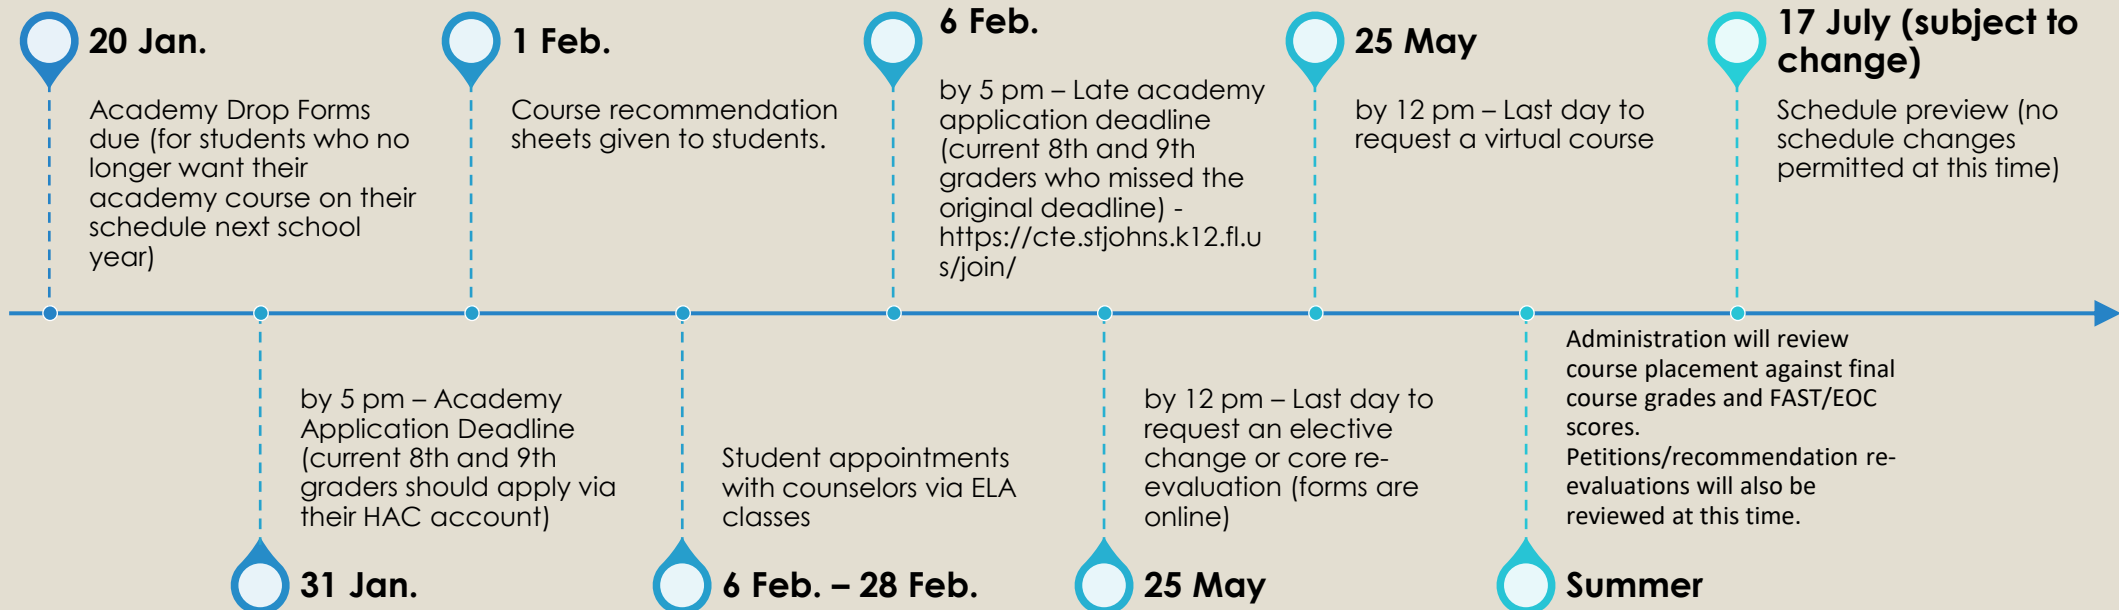 20 Jan.
Academy Drop Forms
due (for students who no
longer want their
academy course on their
schedule next school
year)
by 5 pm – Academy
Application Deadline
(current 8th and 9th
graders should apply via
their HAC account)
31 Jan.
1 Feb.
Course recommendation
sheets given to students.
Student appointments
with counselors via ELA
classes
6 Feb. – 28 Feb.
6 Feb.
by 5 pm – Late academy
application deadline
(current 8th and 9th
graders who missed the
original deadline) -
https://cte.stjohns.k12.fl.u
s/join/
by 12 pm – Last day to
request an elective
change or core re-
evaluation (forms are
online)
25 May
25 May
by 12 pm – Last day to
request a virtual course
Administration will review
course placement against final
course grades and FAST/EOC
scores.
Petitions/recommendation re-
evaluations will also be
reviewed at this time.
Summer
17 July (subject to
change)
Schedule preview (no
schedule changes
permitted at this time)